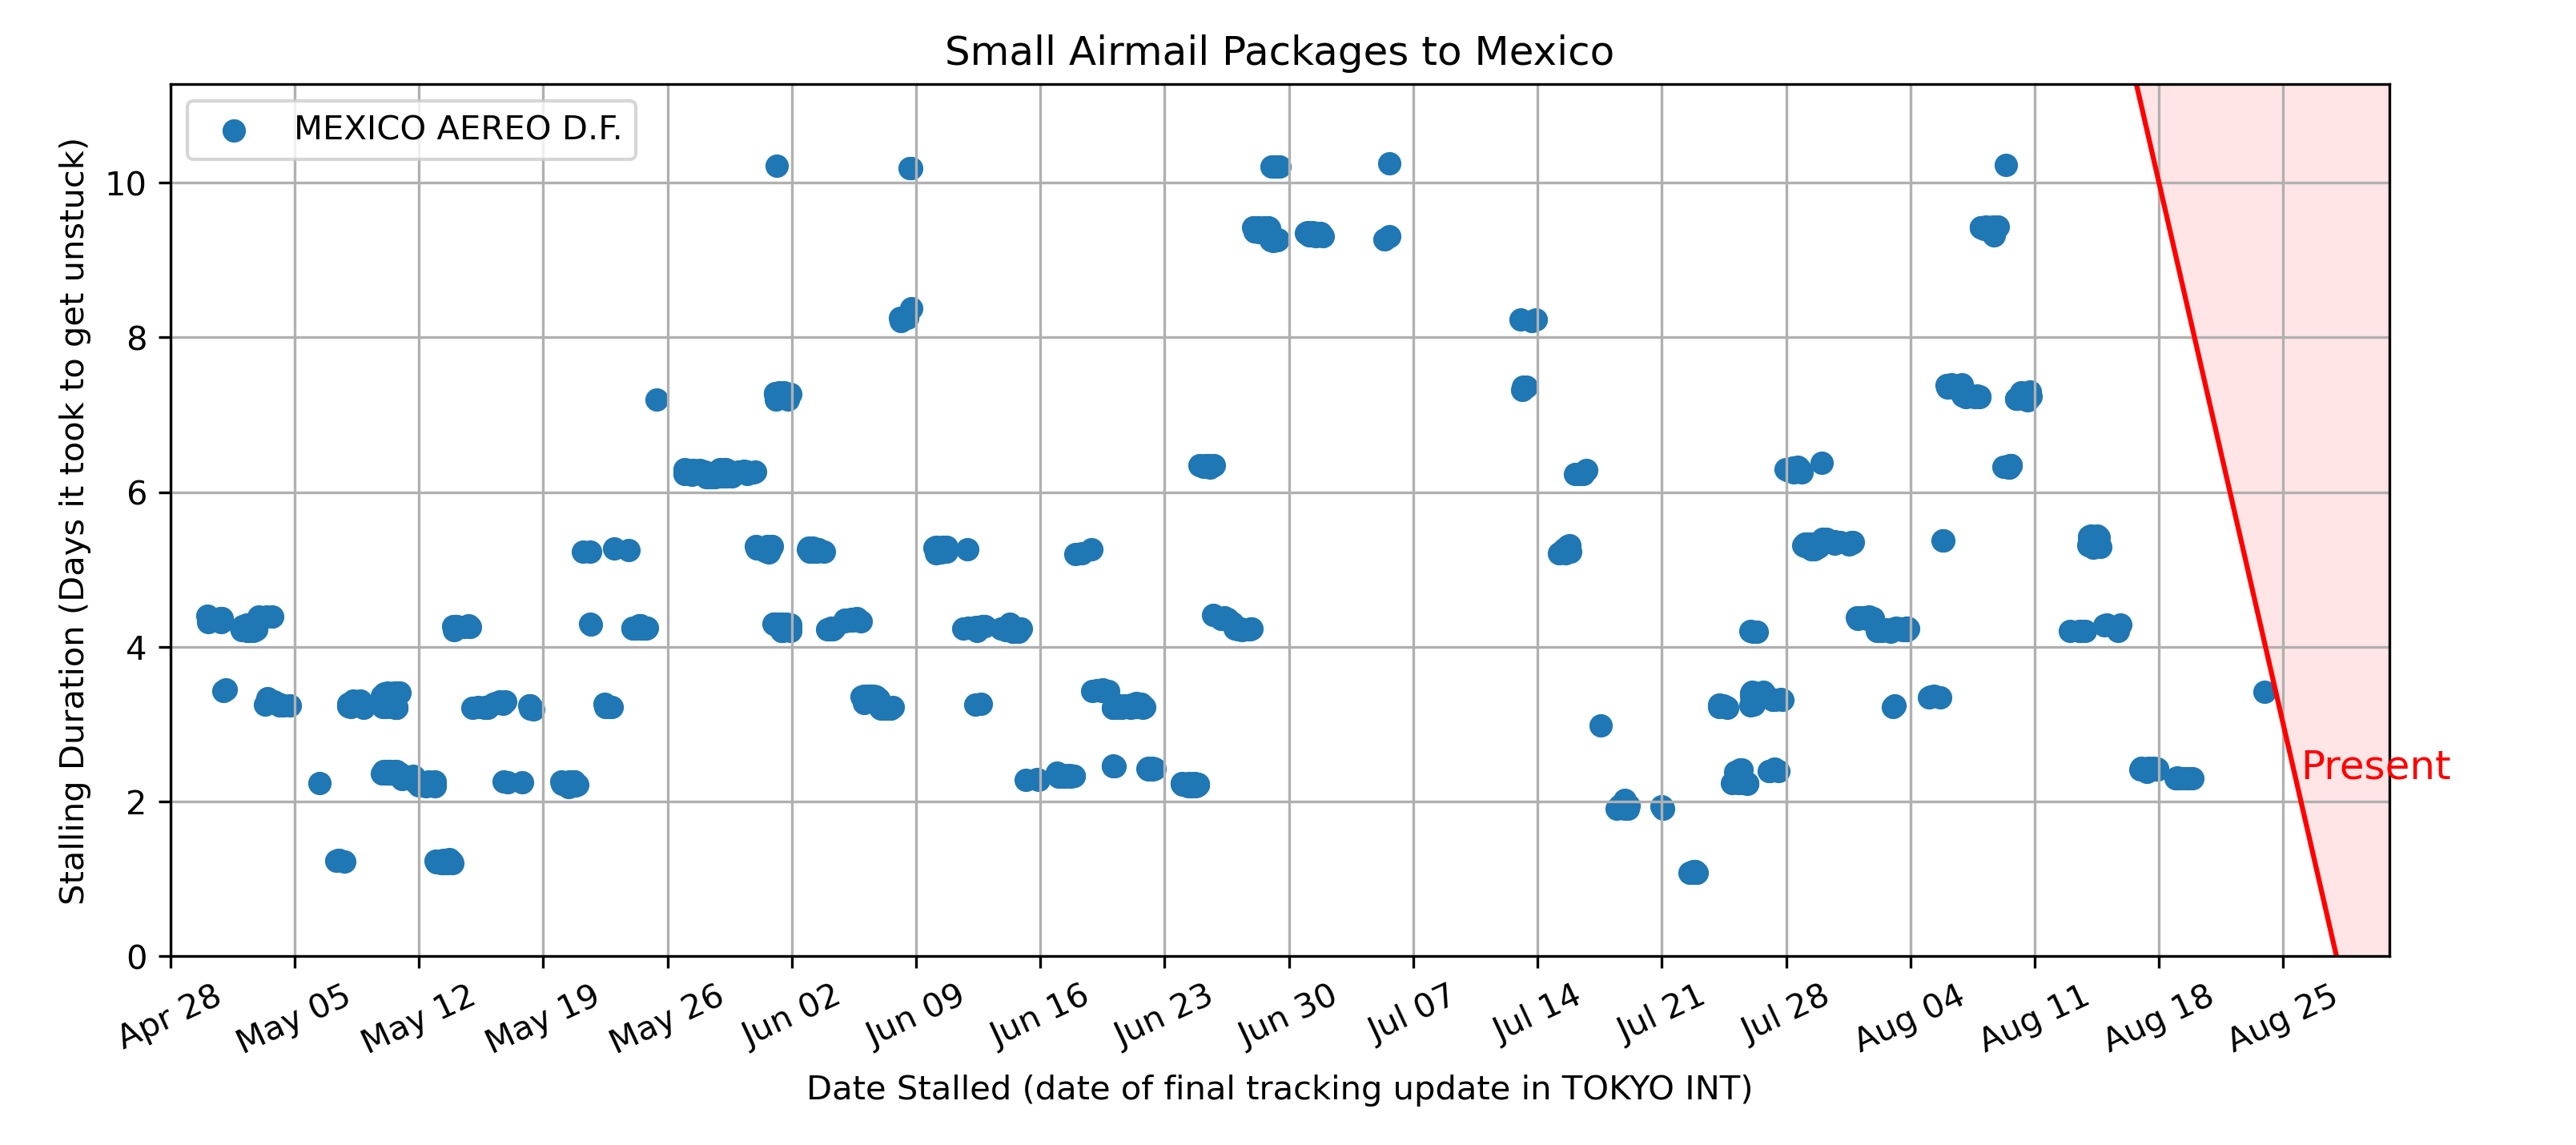 Small Airmail Packages to Mexico
MEXICO AEREO D.F.
Stalling Duration (Days it took to get unstuck)
10
8
6
4
2
0
Present
Apr 28
May 05
May 12
May 19
May 26
Jun 02
Jun 09
Jun 16
Jun 23
Jun 30
Jul 07
Jul 14
Jul 21
Jul 28
Aug 04
Aug 11
Aug 18
Aug 25
Date Stalled (date of final tracking update in TOKYO INT)